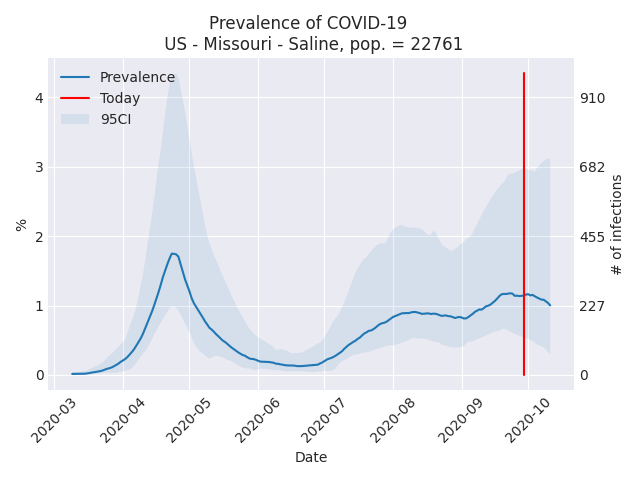 Prevalence of COVID-19
US - Missouri - Saline, pop. = 22761
Prevalence
Today
95CI
%
4
3
2
1
0
910
682
455
227
0
# of infections
2020-03
2020-04
2020-05
2020-06
2020-07
2020-08
2020-09
2020-10
Date